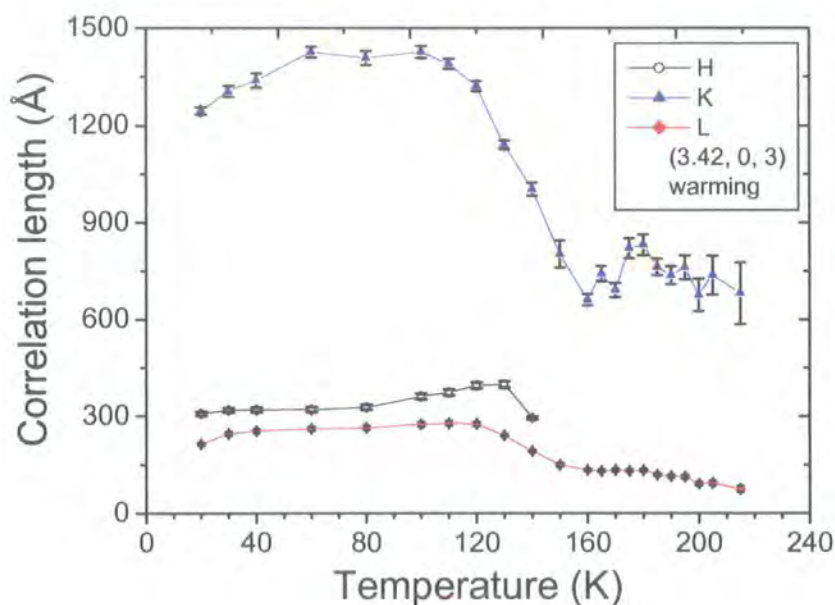 Correlation length (Å)
1500
1200
900
600
300
0
H
K
L
(3.42, 0, 3)
warming
0 40 80 120 160 200 240
Temperature (K)